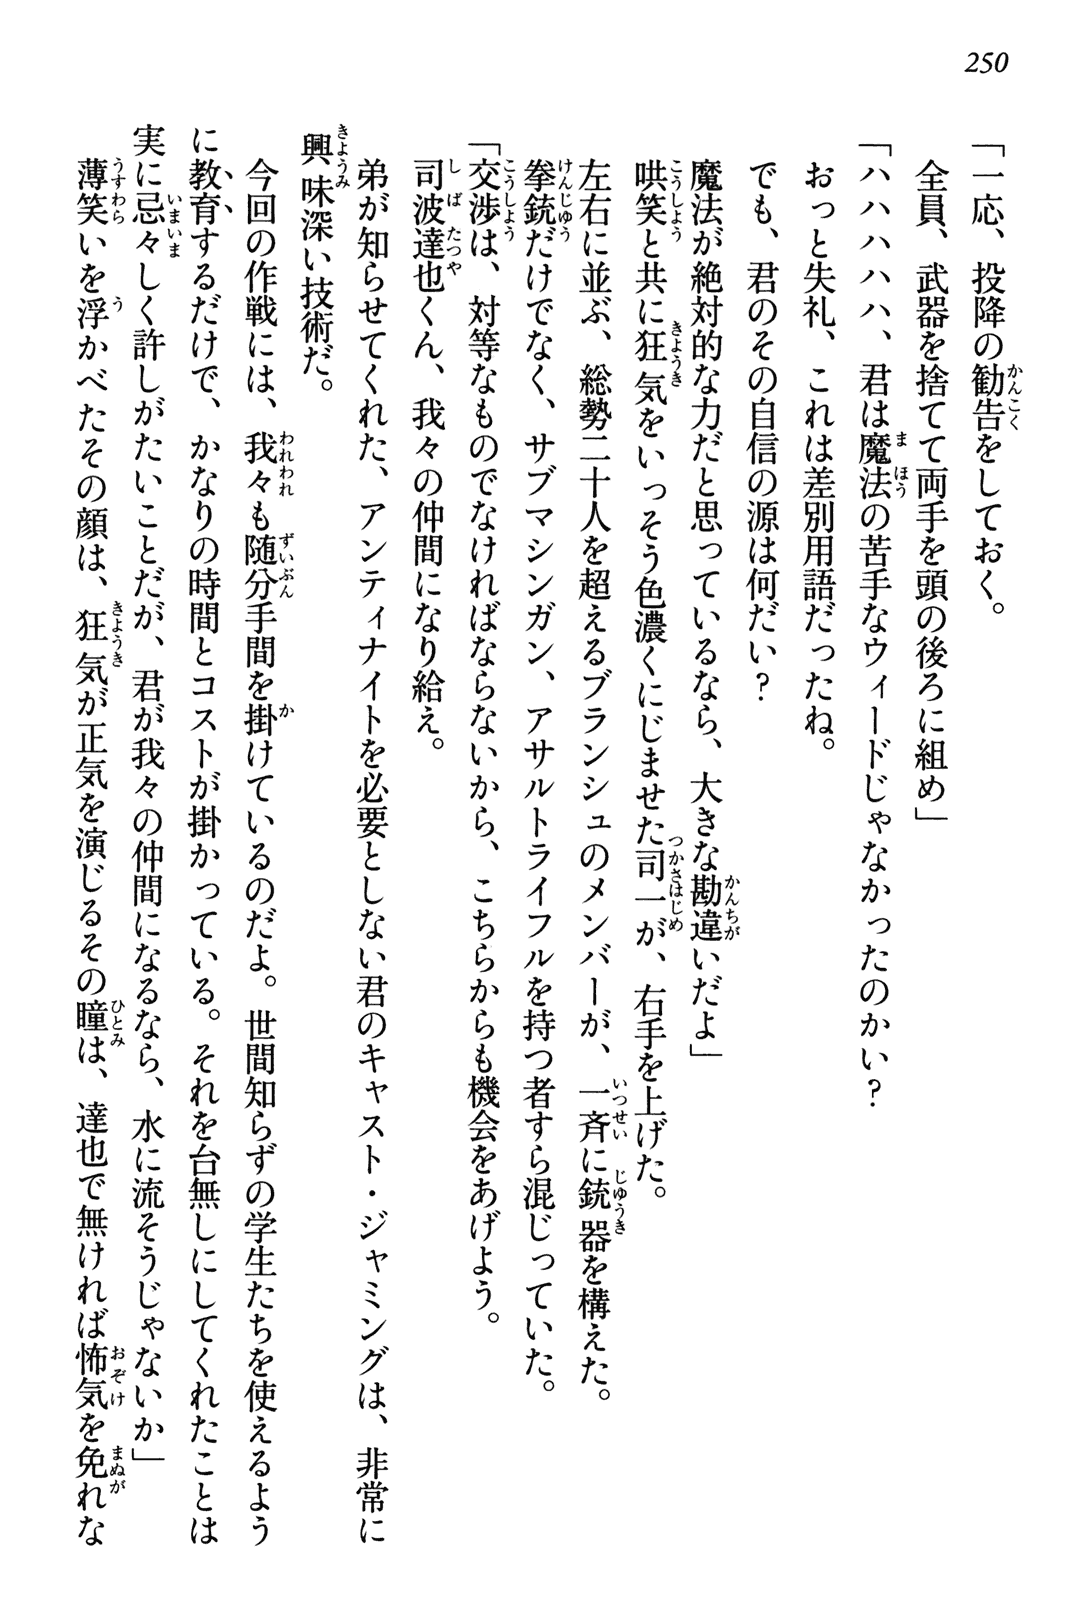 250
「一応、投降の勧告をしておく。
全員、武器を捨てて両手を頭の後ろに組め」
「ハハハハハ、君は魔法の苦手なウィードじゃなかったのかい？
おっと失礼、これは差別用語だったね。
でも、君のその自信の源は何だい？
魔法が絶対的な力だと思っているなら、大きな勘違いだよ」
哄笑と共に狂気をいっそう色濃くにじませた司一が、右手を上げた。
左右に並ぶ、総勢二十人を超えるブランシュのメンバーが、一斉に銃器を構えた。
拳銃だけでなく、サブマシンガン、アサルトライフルを持つ者すら混じっていた。
「交渉は、対等なものでなければならないから、こちらからも機会をあげよう。
司波達也くん、我々の仲間になり給え。
弟が知らせてくれた、アンティナイトを必要としない君のキャスト・ジャミングは、非常に
興味深い技術だ。
今回の作戦には、我々も随分手間を掛けているのだよ。世間知らずの学生たちを使えるよう
に教育するだけで、かなりの時間とコストが掛かっている。それを台無しにしてくれたことは
実に忌々しく許しがたいことだが、君が我々の仲間になるなら、水に流そうじゃないか」
薄笑いを浮かべたその顔は、狂気が正気を演じるその瞳は、達也で無ければ怖気を免れな